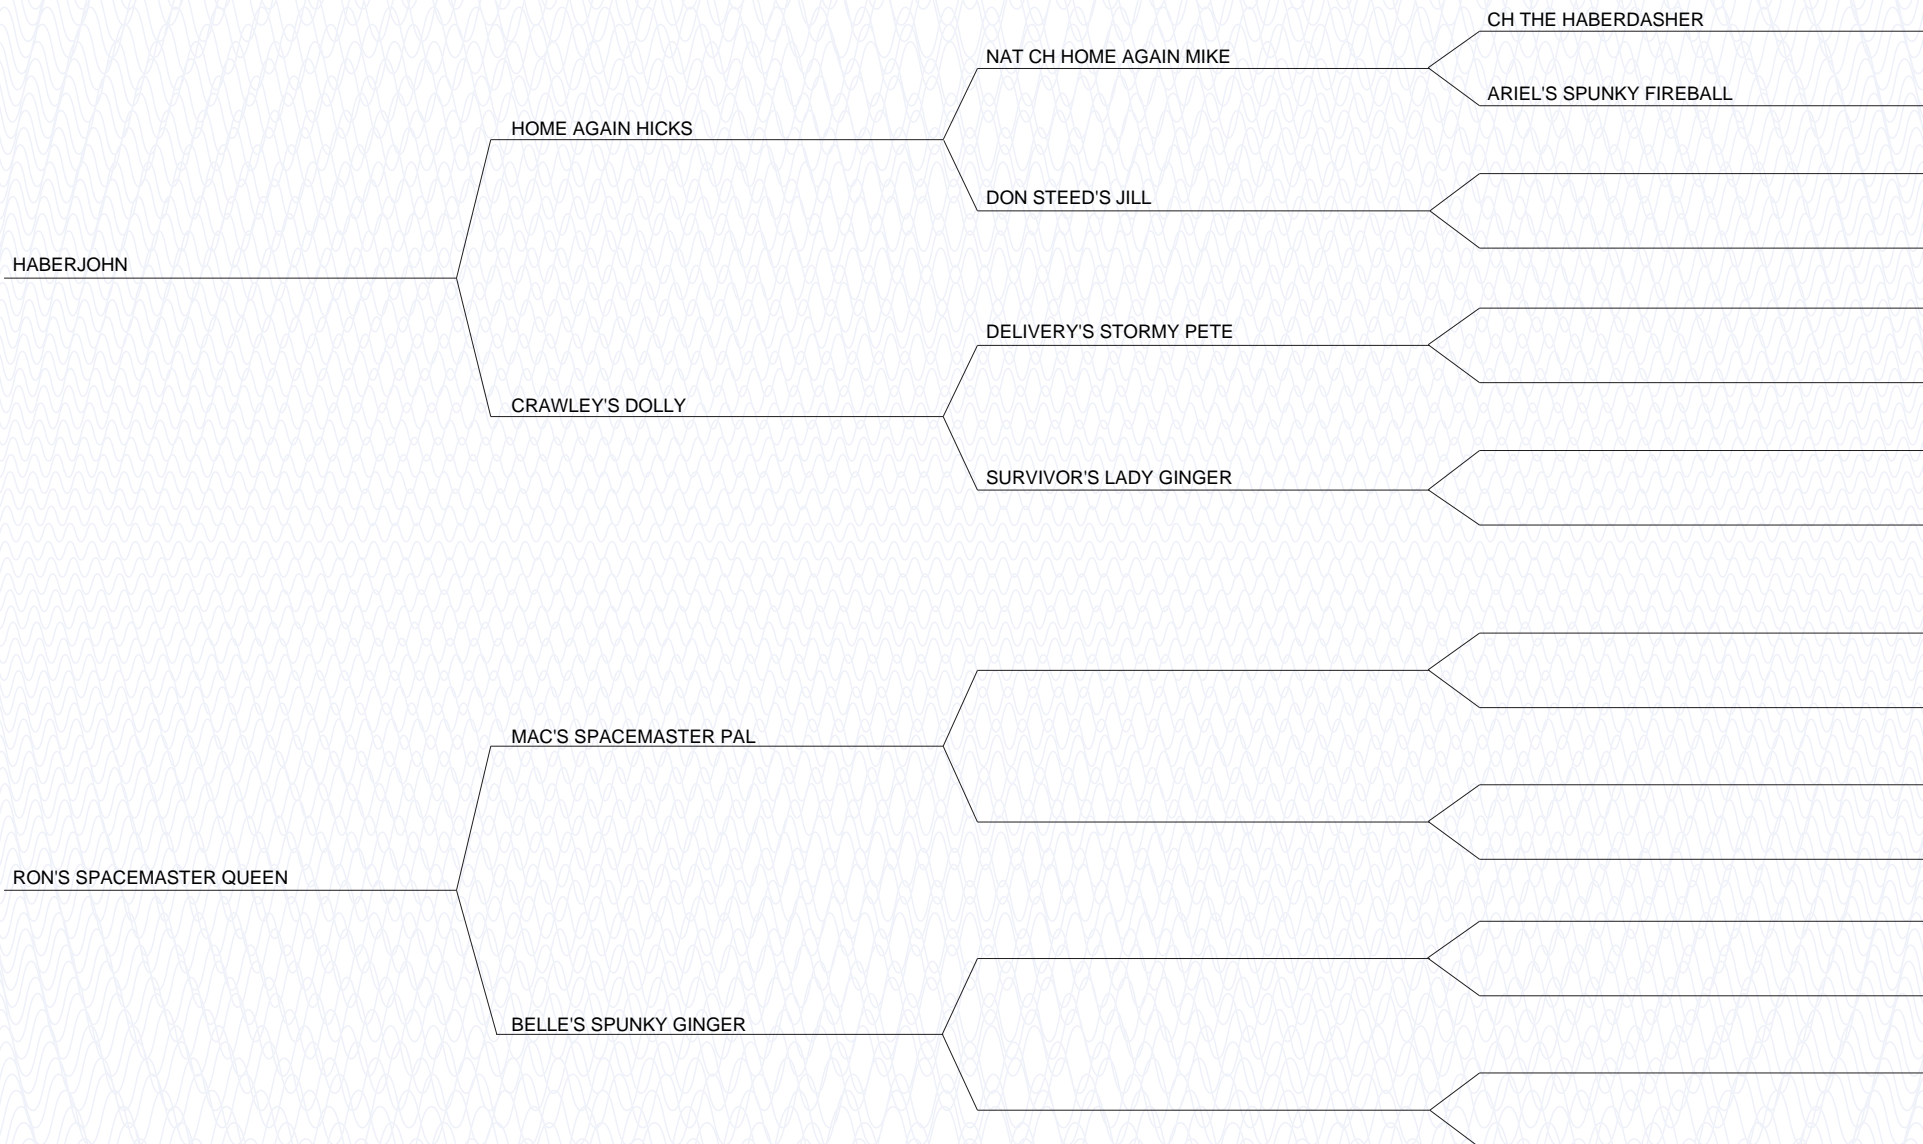 CH THE HABERDASHER
NAT CH HOME AGAIN MIKE
ARIEL'S SPUNKY FIREBALL
HOME AGAIN HICKS
DON STEED'S JILL
HABERJOHN
DELIVERY'S STORMY PETE
CRAWLEY'S DOLLY
SURVIVOR'S LADY GINGER
MAC'S SPACEMASTER PAL
RON'S SPACEMASTER QUEEN
BELLE'S SPUNKY GINGER